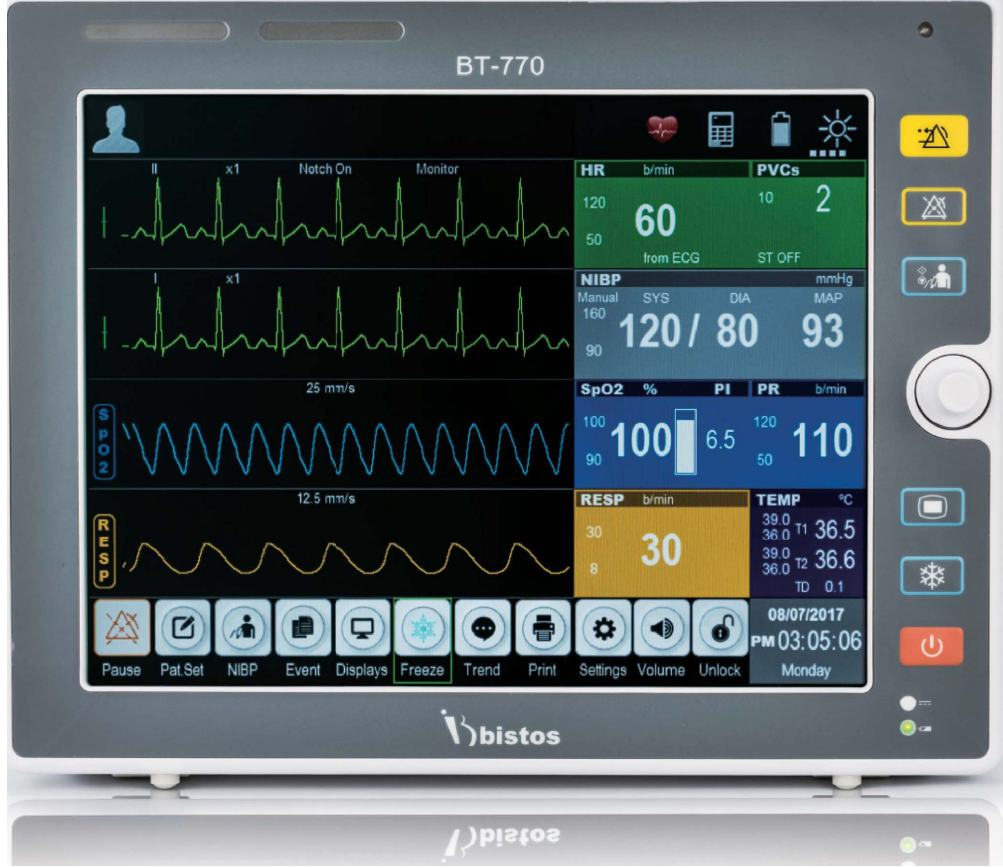 BT-770
II x1 Notch On Monitor
HR b/min PVCs
120 60 10 2
50
from ECG ST OFF
I x1
NIBP mmHg
Manual SYS DIA MAP
160
120 / 80 93
90
25 mm/s
SpO2
SpO2 % PI PR b/min
100 100 6.5 120 110
90 50
12.5 mm/s
RESP
RESP b/min TEMP °C
30 30 39.0 T1 36.5
36.0
8 39.0 T2 36.6
36.0
TD 0.1
Pause Pat.Set NIBP Event Displays Freeze Trend Print Settings Volume Unlock
08/07/2017
PM 03:05:06
Monday
bistos